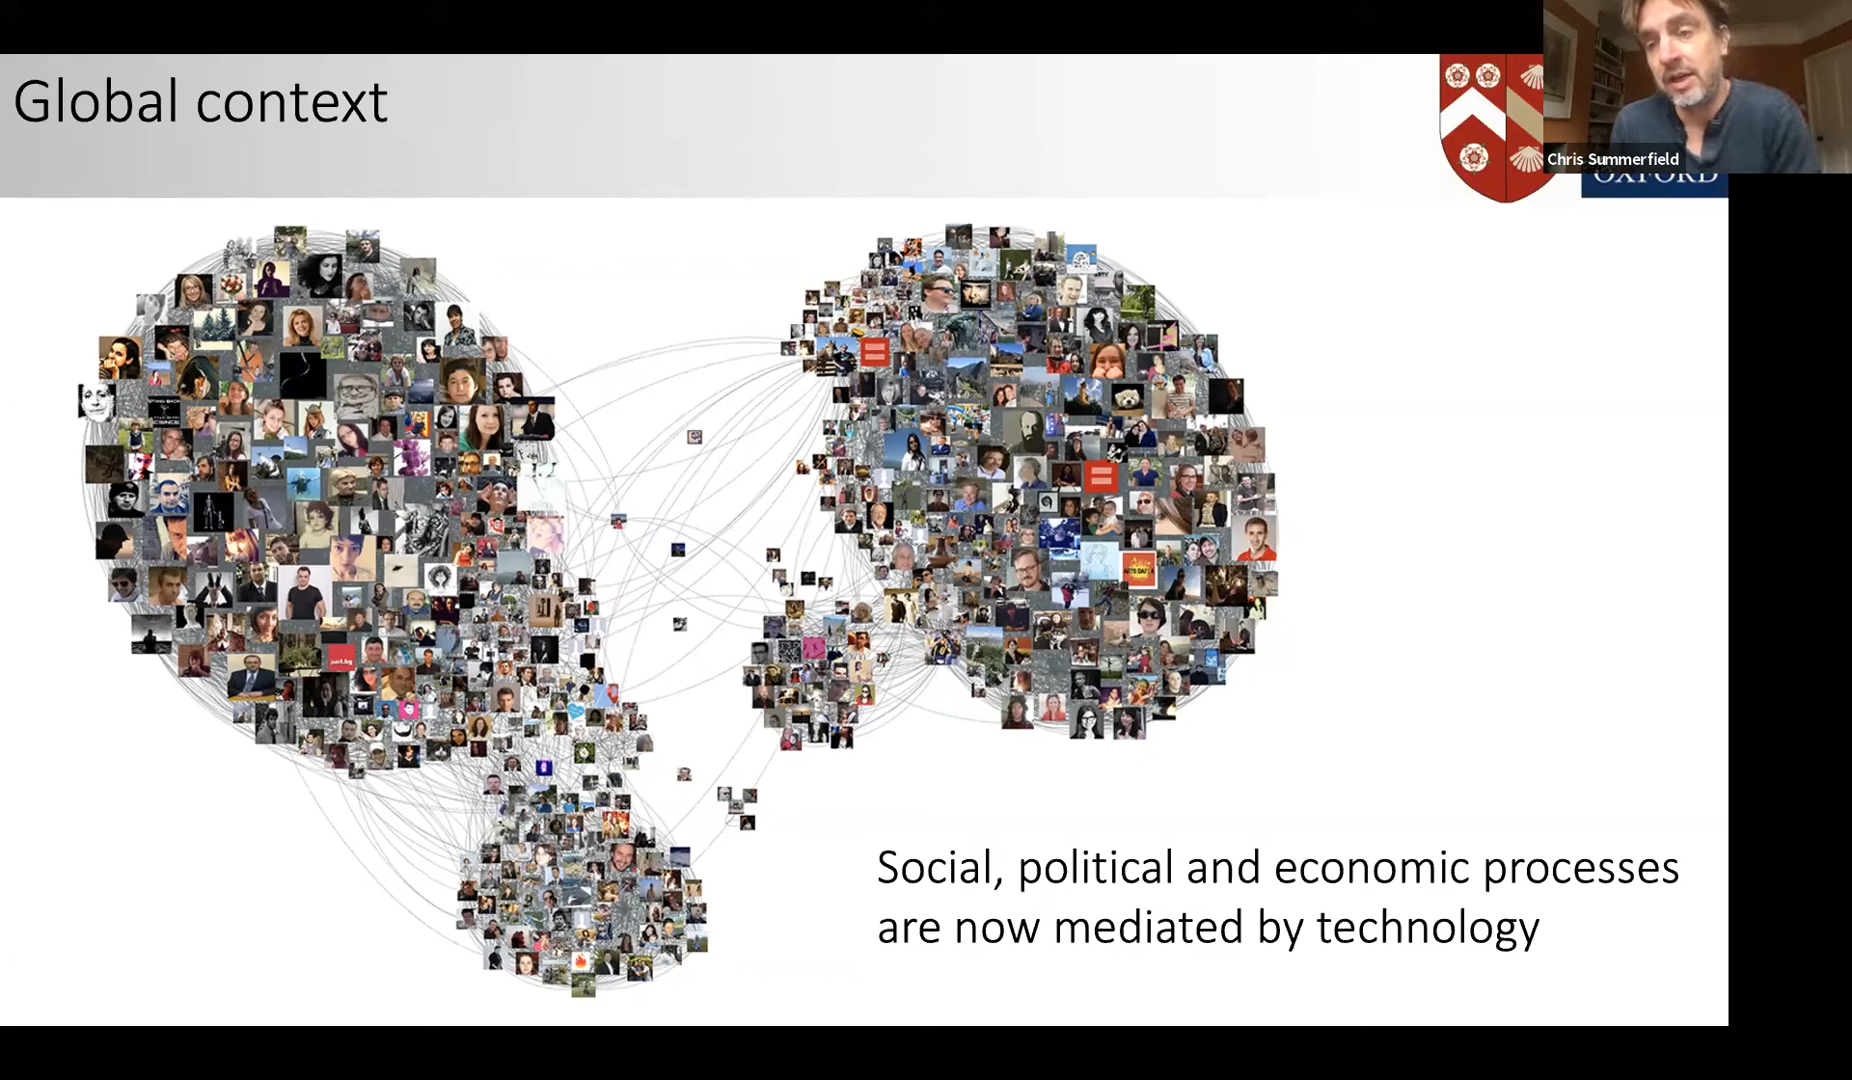 Global context
Chris Summerfield
OXFORD
Social, political and economic processes
are now mediated by technology